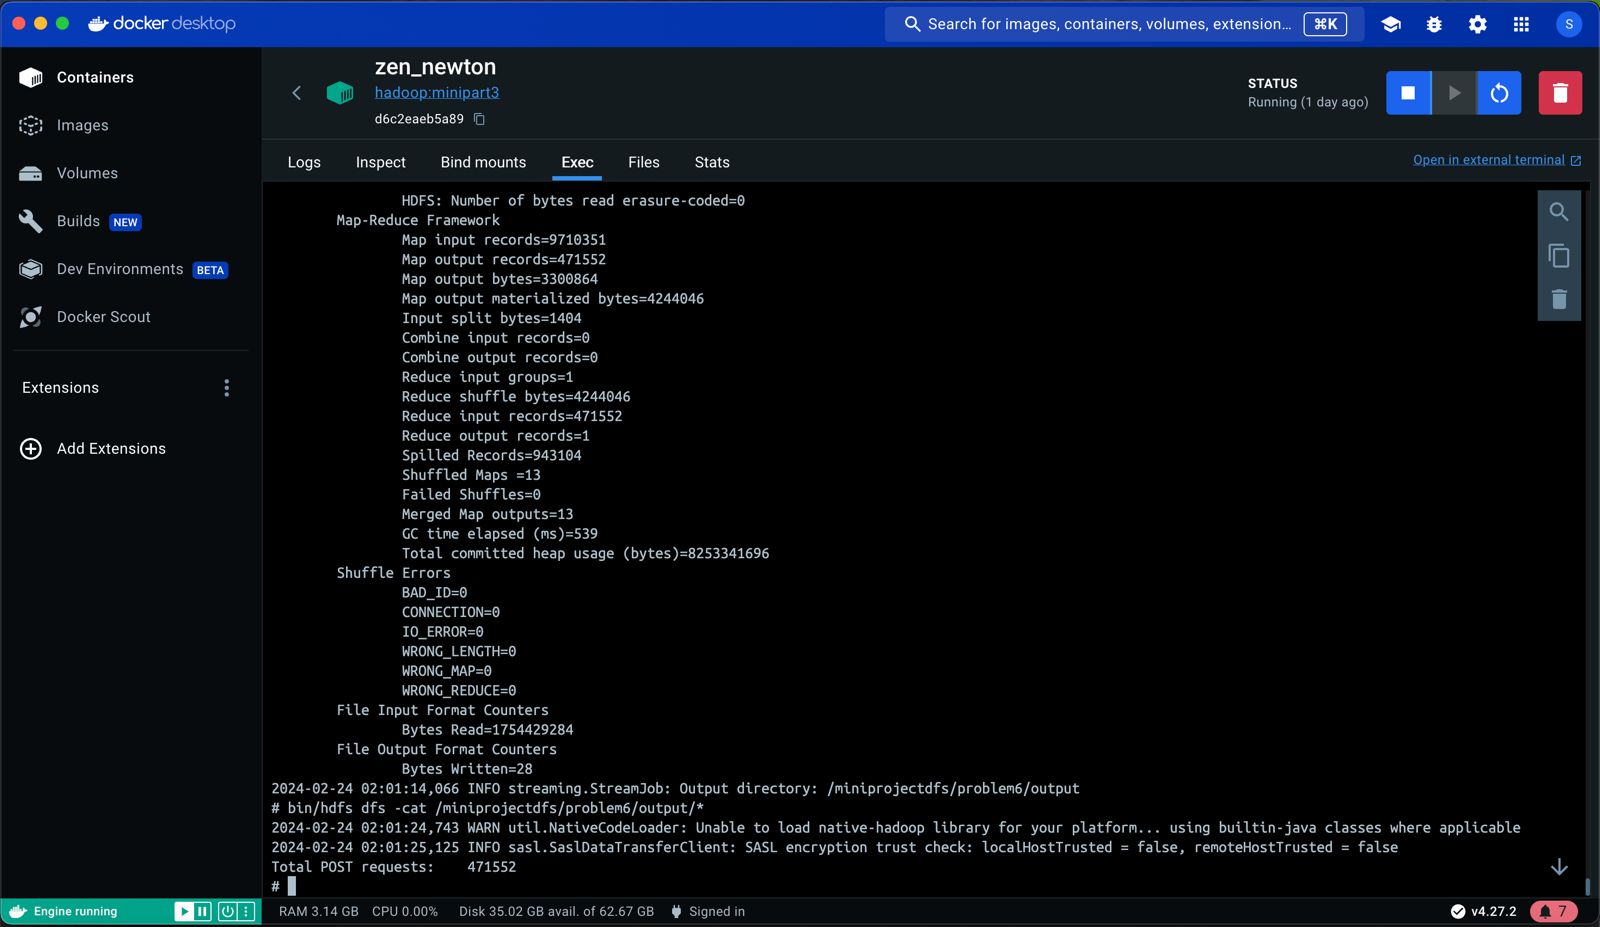 docker desktop
Search for images, containers, volumes, extension... ⌘K
S
Containers
Images
Volumes
Builds NEW
Dev Environments BETA
Docker Scout
Extensions
Add Extensions
zen_newton
hadoop:minipart3
d6c2eaeb5a89
STATUS
Running (1 day ago)
Logs Inspect Bind mounts Exec Files Stats
Open in external terminal
HDFS: Number of bytes read erasure-coded=0
Map-Reduce Framework
Map input records=9710351
Map output records=471552
Map output bytes=3300864
Map output materialized bytes=4244046
Input split bytes=1404
Combine input records=0
Combine output records=0
Reduce input groups=1
Reduce shuffle bytes=4244046
Reduce input records=471552
Reduce output records=1
Spilled Records=943104
Shuffled Maps =13
Failed Shuffles=0
Merged Map outputs=13
GC time elapsed (ms)=539
Total committed heap usage (bytes)=8253341696
Shuffle Errors
BAD_ID=0
CONNECTION=0
IO_ERROR=0
WRONG_LENGTH=0
WRONG_MAP=0
WRONG_REDUCE=0
File Input Format Counters
Bytes Read=1754429284
File Output Format Counters
Bytes Written=28
2024-02-24 02:01:14,066 INFO streaming.StreamJob: Output directory: /miniprojectdfs/problem6/output
# bin/hdfs dfs -cat /miniprojectdfs/problem6/output/*
2024-02-24 02:01:24,743 WARN util.NativeCodeLoader: Unable to load native-hadoop library for your platform... using builtin-java classes where applicable
2024-02-24 02:01:25,125 INFO sasl.SaslDataTransferClient: SASL encryption trust check: localHostTrusted = false, remoteHostTrusted = false
Total POST requests: 471552
#
Engine running
RAM 3.14 GB CPU 0.00% Disk 35.02 GB avail. of 62.67 GB Signed in
v4.27.2
7